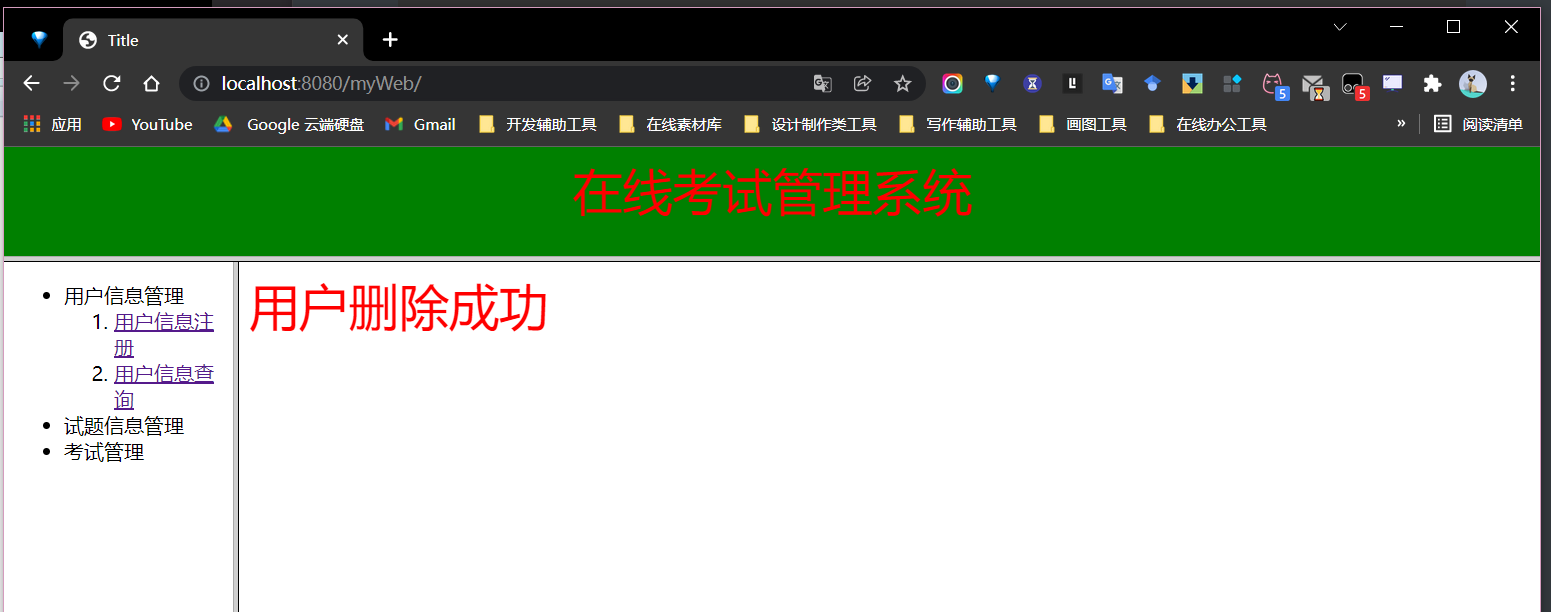 Title
localhost:8080/myWeb/
5
5
应用 YouTube Google 云端硬盘 Gmail 开发辅助工具 在线素材库 设计制作类工具 写作辅助工具 画图工具 在线办公工具 » 阅读清单
在线考试管理系统
• 用户信息管理
1. 用户信息注
册
2. 用户信息查
询
• 试题信息管理
• 考试管理
用户删除成功